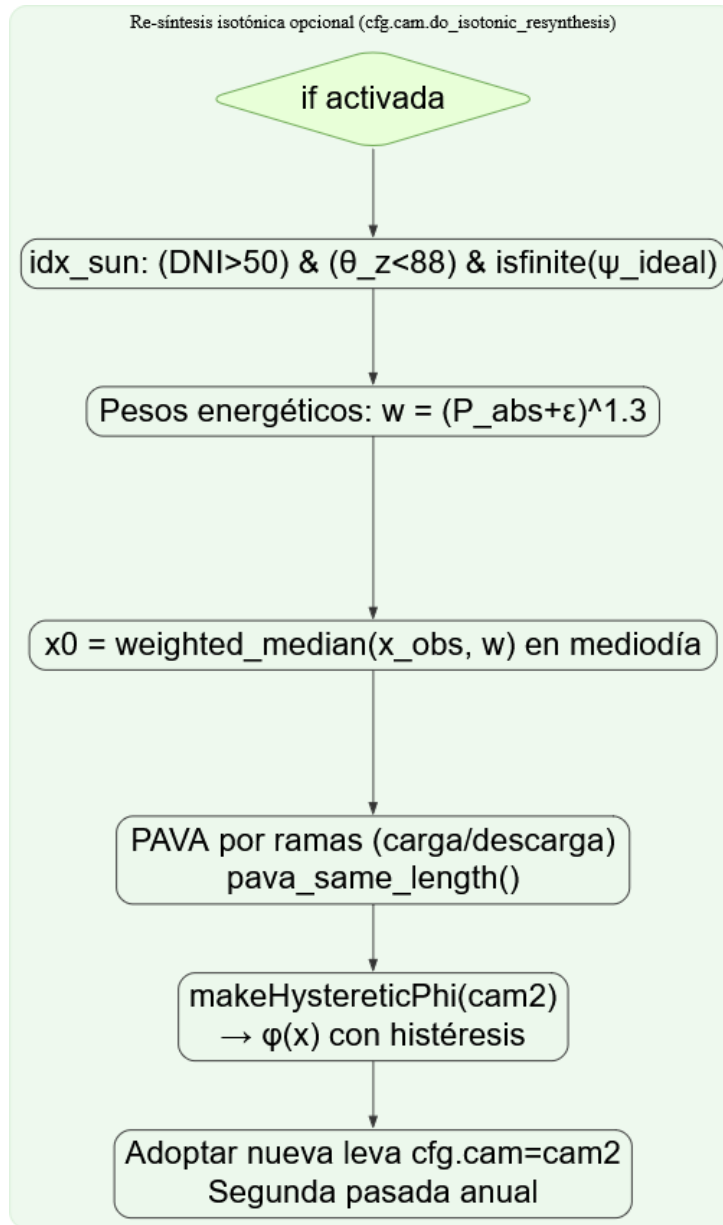 Re-síntesis isotónica opcional (cfg.cam.do_isotonic_resynthesis)
if activada
idx_sun: (DNI>50) & (θ_z<88) & isfinite(ψ_ideal)
Pesos energéticos: w = (P_abs+ε)^1.3
x0 = weighted_median(x_obs, w) en mediodía
PAVA por ramas (carga/descarga)
pava_same_length()
makeHystereticPhi(cam2)
→ φ(x) con histéresis
Adoptar nueva leva cfg.cam=cam2
Segunda pasada anual